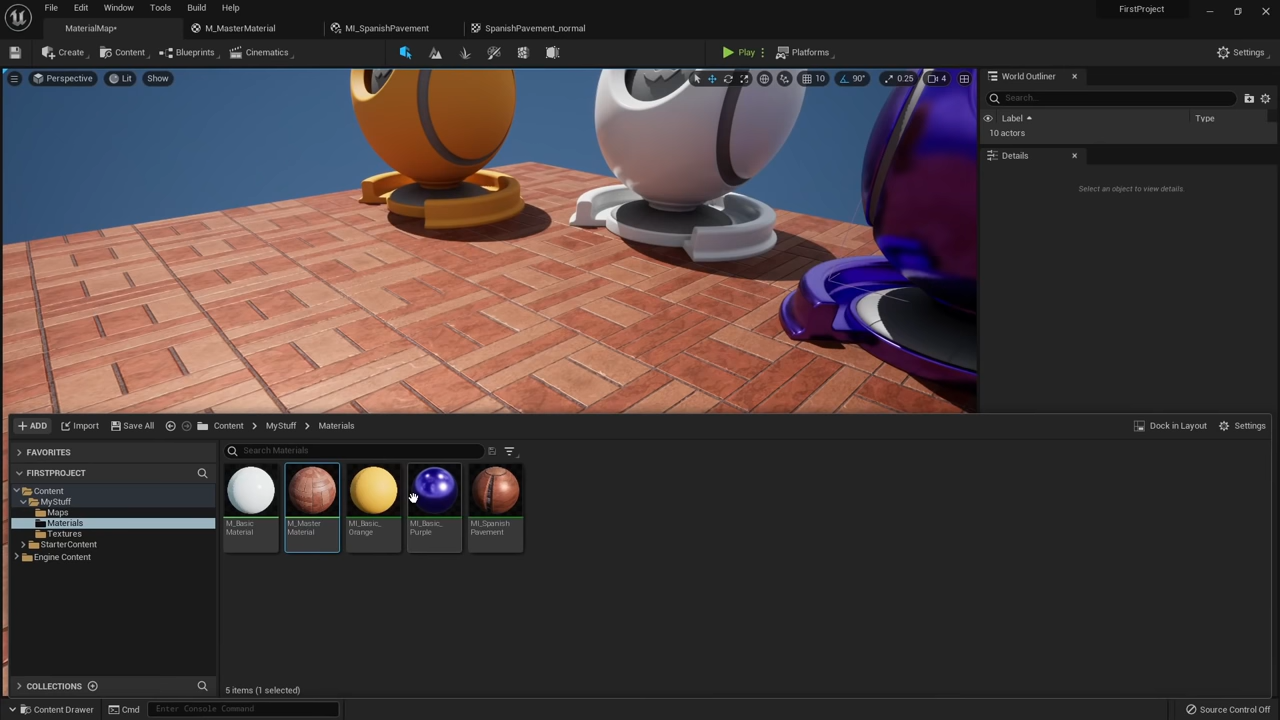 File Edit Window Tools Build Help
FirstProject
MaterialMap*
M_MasterMaterial
MI_SpanishPavement
SpanishPavement_normal
Create
Content
Blueprints
Cinematics
Play
Platforms
Settings
Perspective
Lit
Show
10
90°
0.25
4
World Outliner
Search...
Label
Type
10 actors
Details
Select an object to view details
ADD
Import
Save All
Content
MyStuff
Materials
Dock in Layout
Settings
FAVORITES
Search Materials
FIRSTPROJECT
Content
MyStuff
Maps
Materials
Textures
StarterContent
Engine Content
M_Basic
Material
M_Master
Material
MI_Basic_
Orange
MI_Basic_
Purple
MI_Spanish
Pavement
COLLECTIONS
5 items (1 selected)
Content Drawer
Cmd
Enter Console Command
Source Control Off